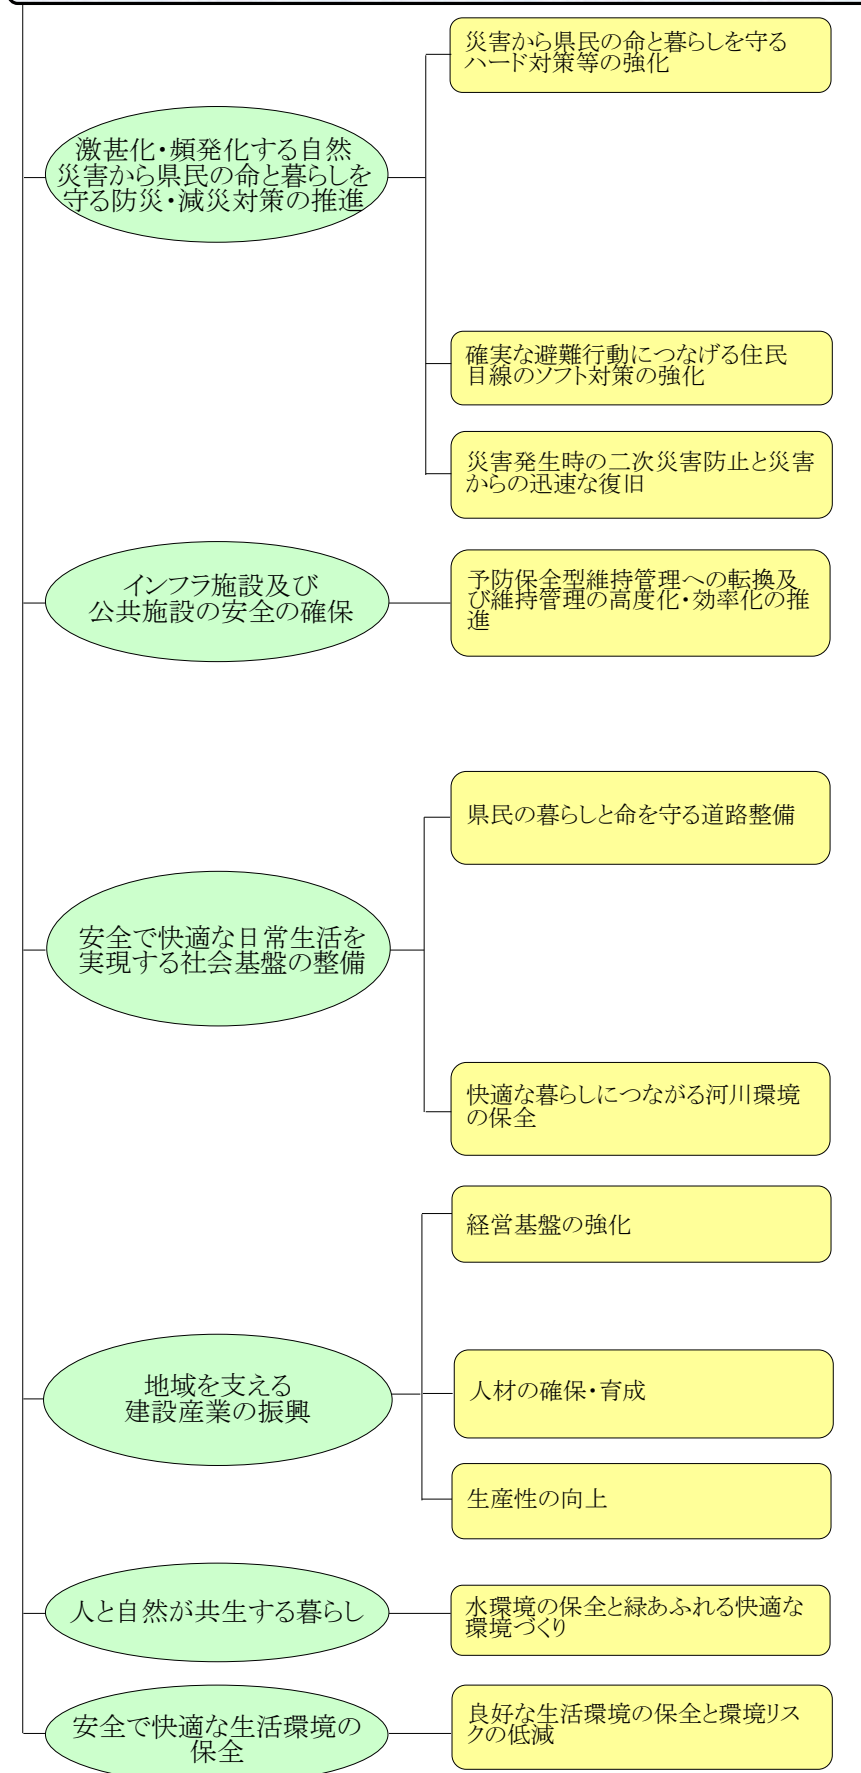 災害から県民の命と暮らしを守る
ハード対策等の強化
激甚化・頻発化する自然
災害から県民の命と暮らしを
守る防災・減災対策の推進
確実な避難行動につなげる住民
目線のソフト対策の強化
災害発生時の二次災害防止と災害
からの迅速な復旧
インフラ施設及び
公共施設の安全の確保
予防保全型維持管理への転換及
び維持管理の高度化・効率化の推
進
県民の暮らしと命を守る道路整備
安全で快適な日常生活を
実現する社会基盤の整備
快適な暮らしにつながる河川環境
の保全
経営基盤の強化
地域を支える
建設産業の振興
人材の確保・育成
生産性の向上
人と自然が共生する暮らし
水環境の保全と緑あふれる快適な
環境づくり
安全で快適な生活環境の
保全
良好な生活環境の保全と環境リス
クの低減